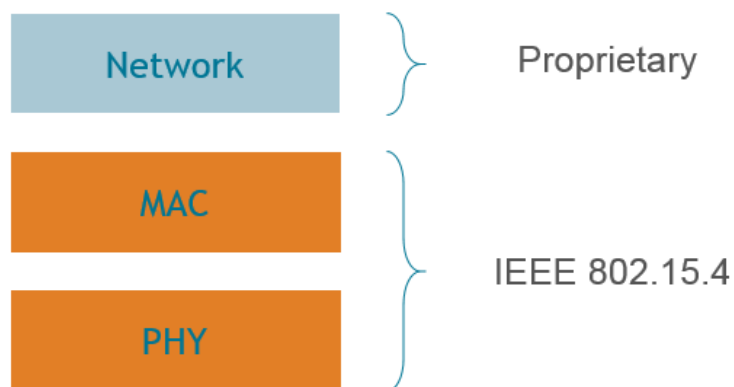 Network
Proprietary
MAC
IEEE 802.15.4
PHY